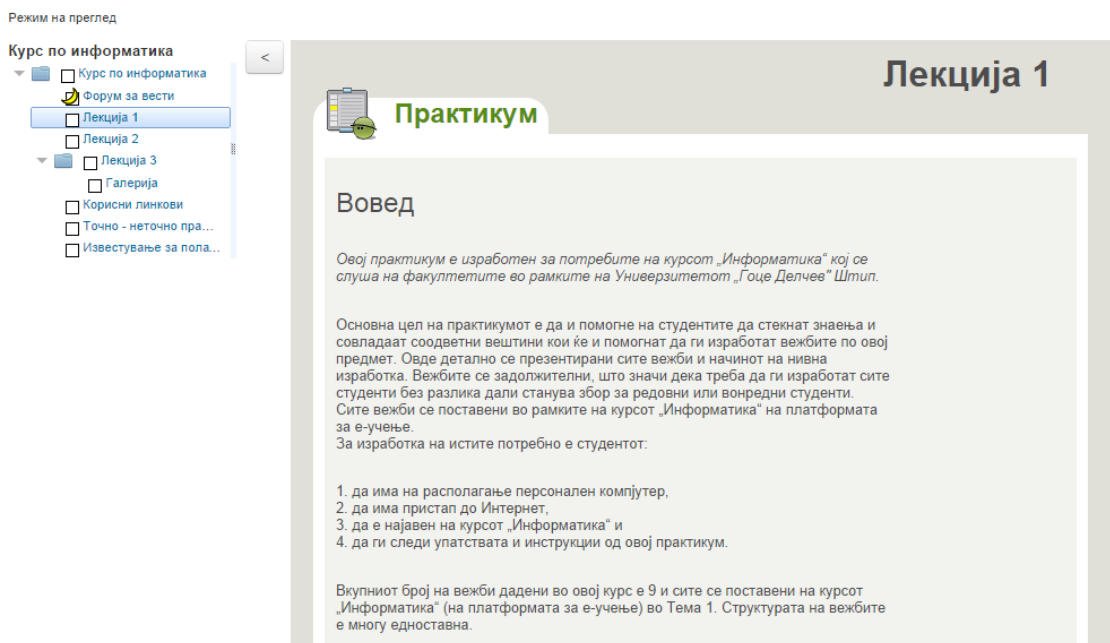 Режим на преглед
Курс по информатика
<
Курс по информатика
Форум за вести
Лекција 1
Лекција 2
Лекција 3
Галерија
Корисни линкови
Точно - неточно пра...
Известување за пола...
Лекција 1
Практикум
Вовед
Овој практикум е изработен за потребите на курсот „Информатика“ кој се
слуша на факултетите во рамките на Универзитетот „Гоце Делчев" Штип.
Основна цел на практикумот е да и помогне на студентите да стекнат знаења и
совладаат соодветни вештини кои ќе и помогнат да ги изработат вежбите по овој
предмет. Овде детално се презентирани сите вежби и начинот на нивна
изработка. Вежбите се задолжителни, што значи дека треба да ги изработат сите
студенти без разлика дали станува збор за редовни или вонредни студенти.
Сите вежби се поставени во рамките на курсот „Информатика“ на платформата
за е-учење.
За изработка на истите потребно е студентот:
1. да има на располагање персонален компјутер,
2. да има пристап до Интернет,
3. да е најавен на курсот „Информатика“ и
4. да ги следи упатствата и инструкции од овој практикум.
Вкупниот број на вежби дадени во овој курс е 9 и сите се поставени на курсот
„Информатика“ (на платформата за е-учење) во Тема 1. Структурата на вежбите
е многу едноставна.